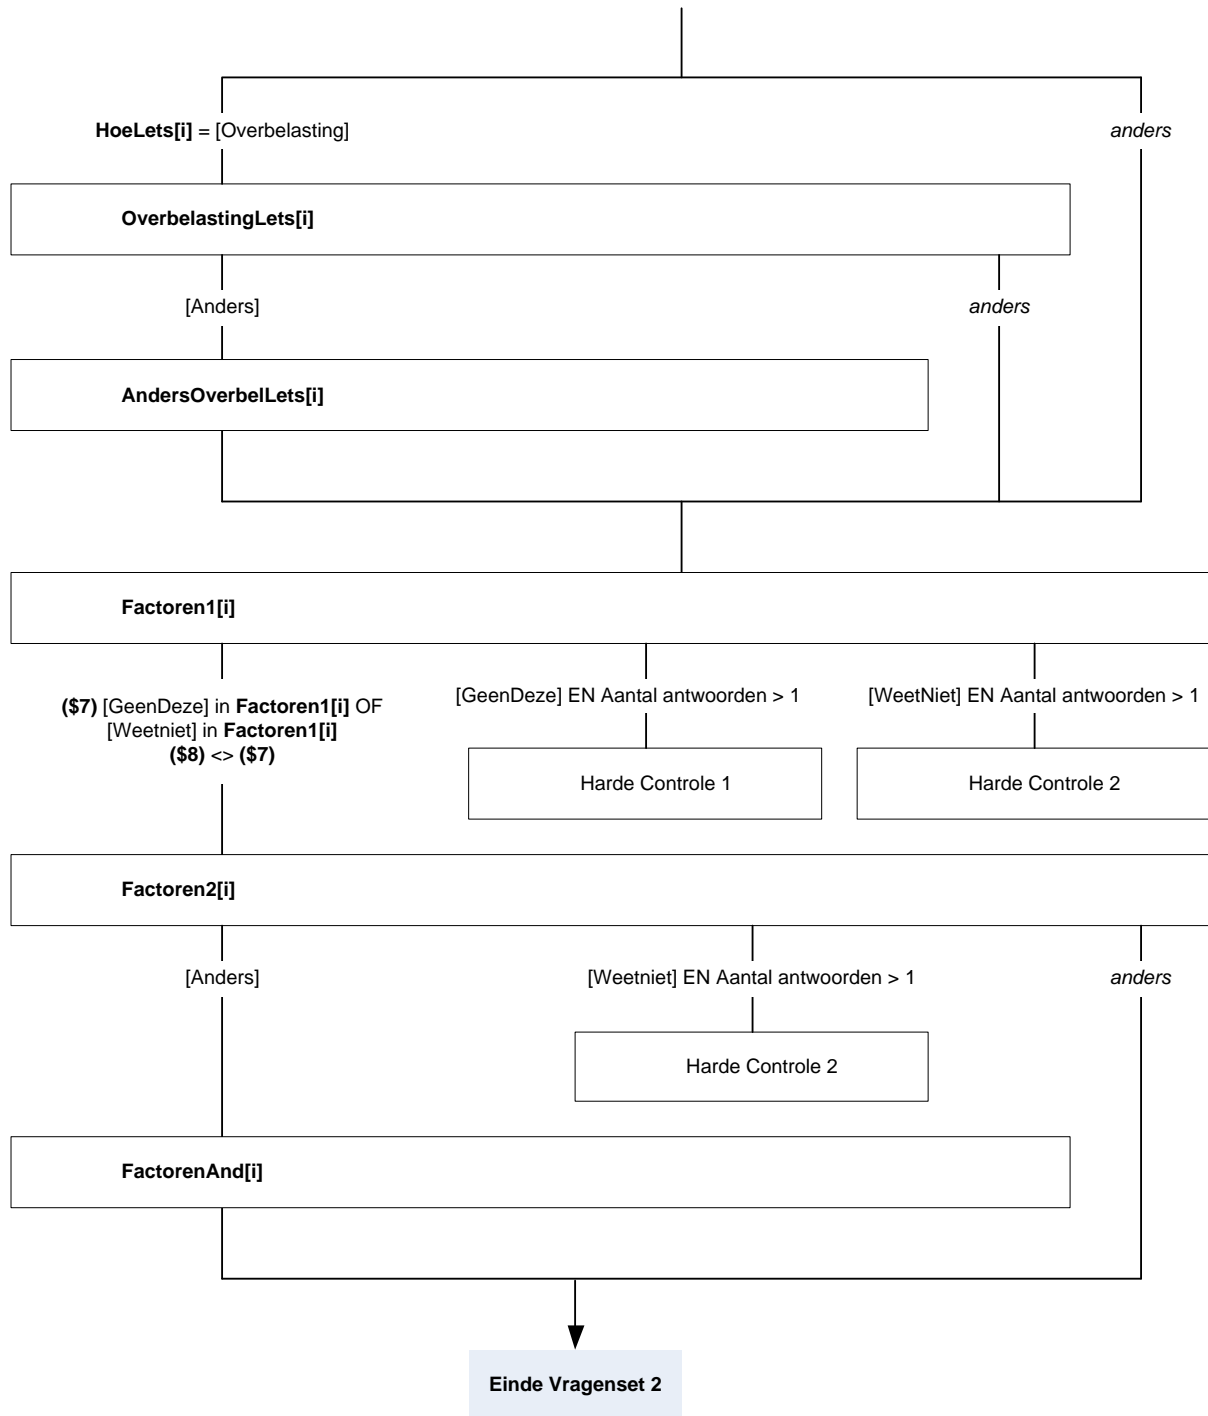 HoeLets[i] = [Overbelasting]
anders
OverbelastingLets[i]
[Anders]
anders
AndersOverbelLets[i]
Factoren1[i]
($7) [GeenDeze] in Factoren1[i] OF
[Weetniet] in Factoren1[i]
($8) <> ($7)
[GeenDeze] EN Aantal antwoorden > 1
[WeetNiet] EN Aantal antwoorden > 1
Harde Controle 1
Harde Controle 2
Factoren2[i]
[Anders]
[Weetniet] EN Aantal antwoorden > 1
anders
Harde Controle 2
FactorenAnd[i]
Einde Vragenset 2